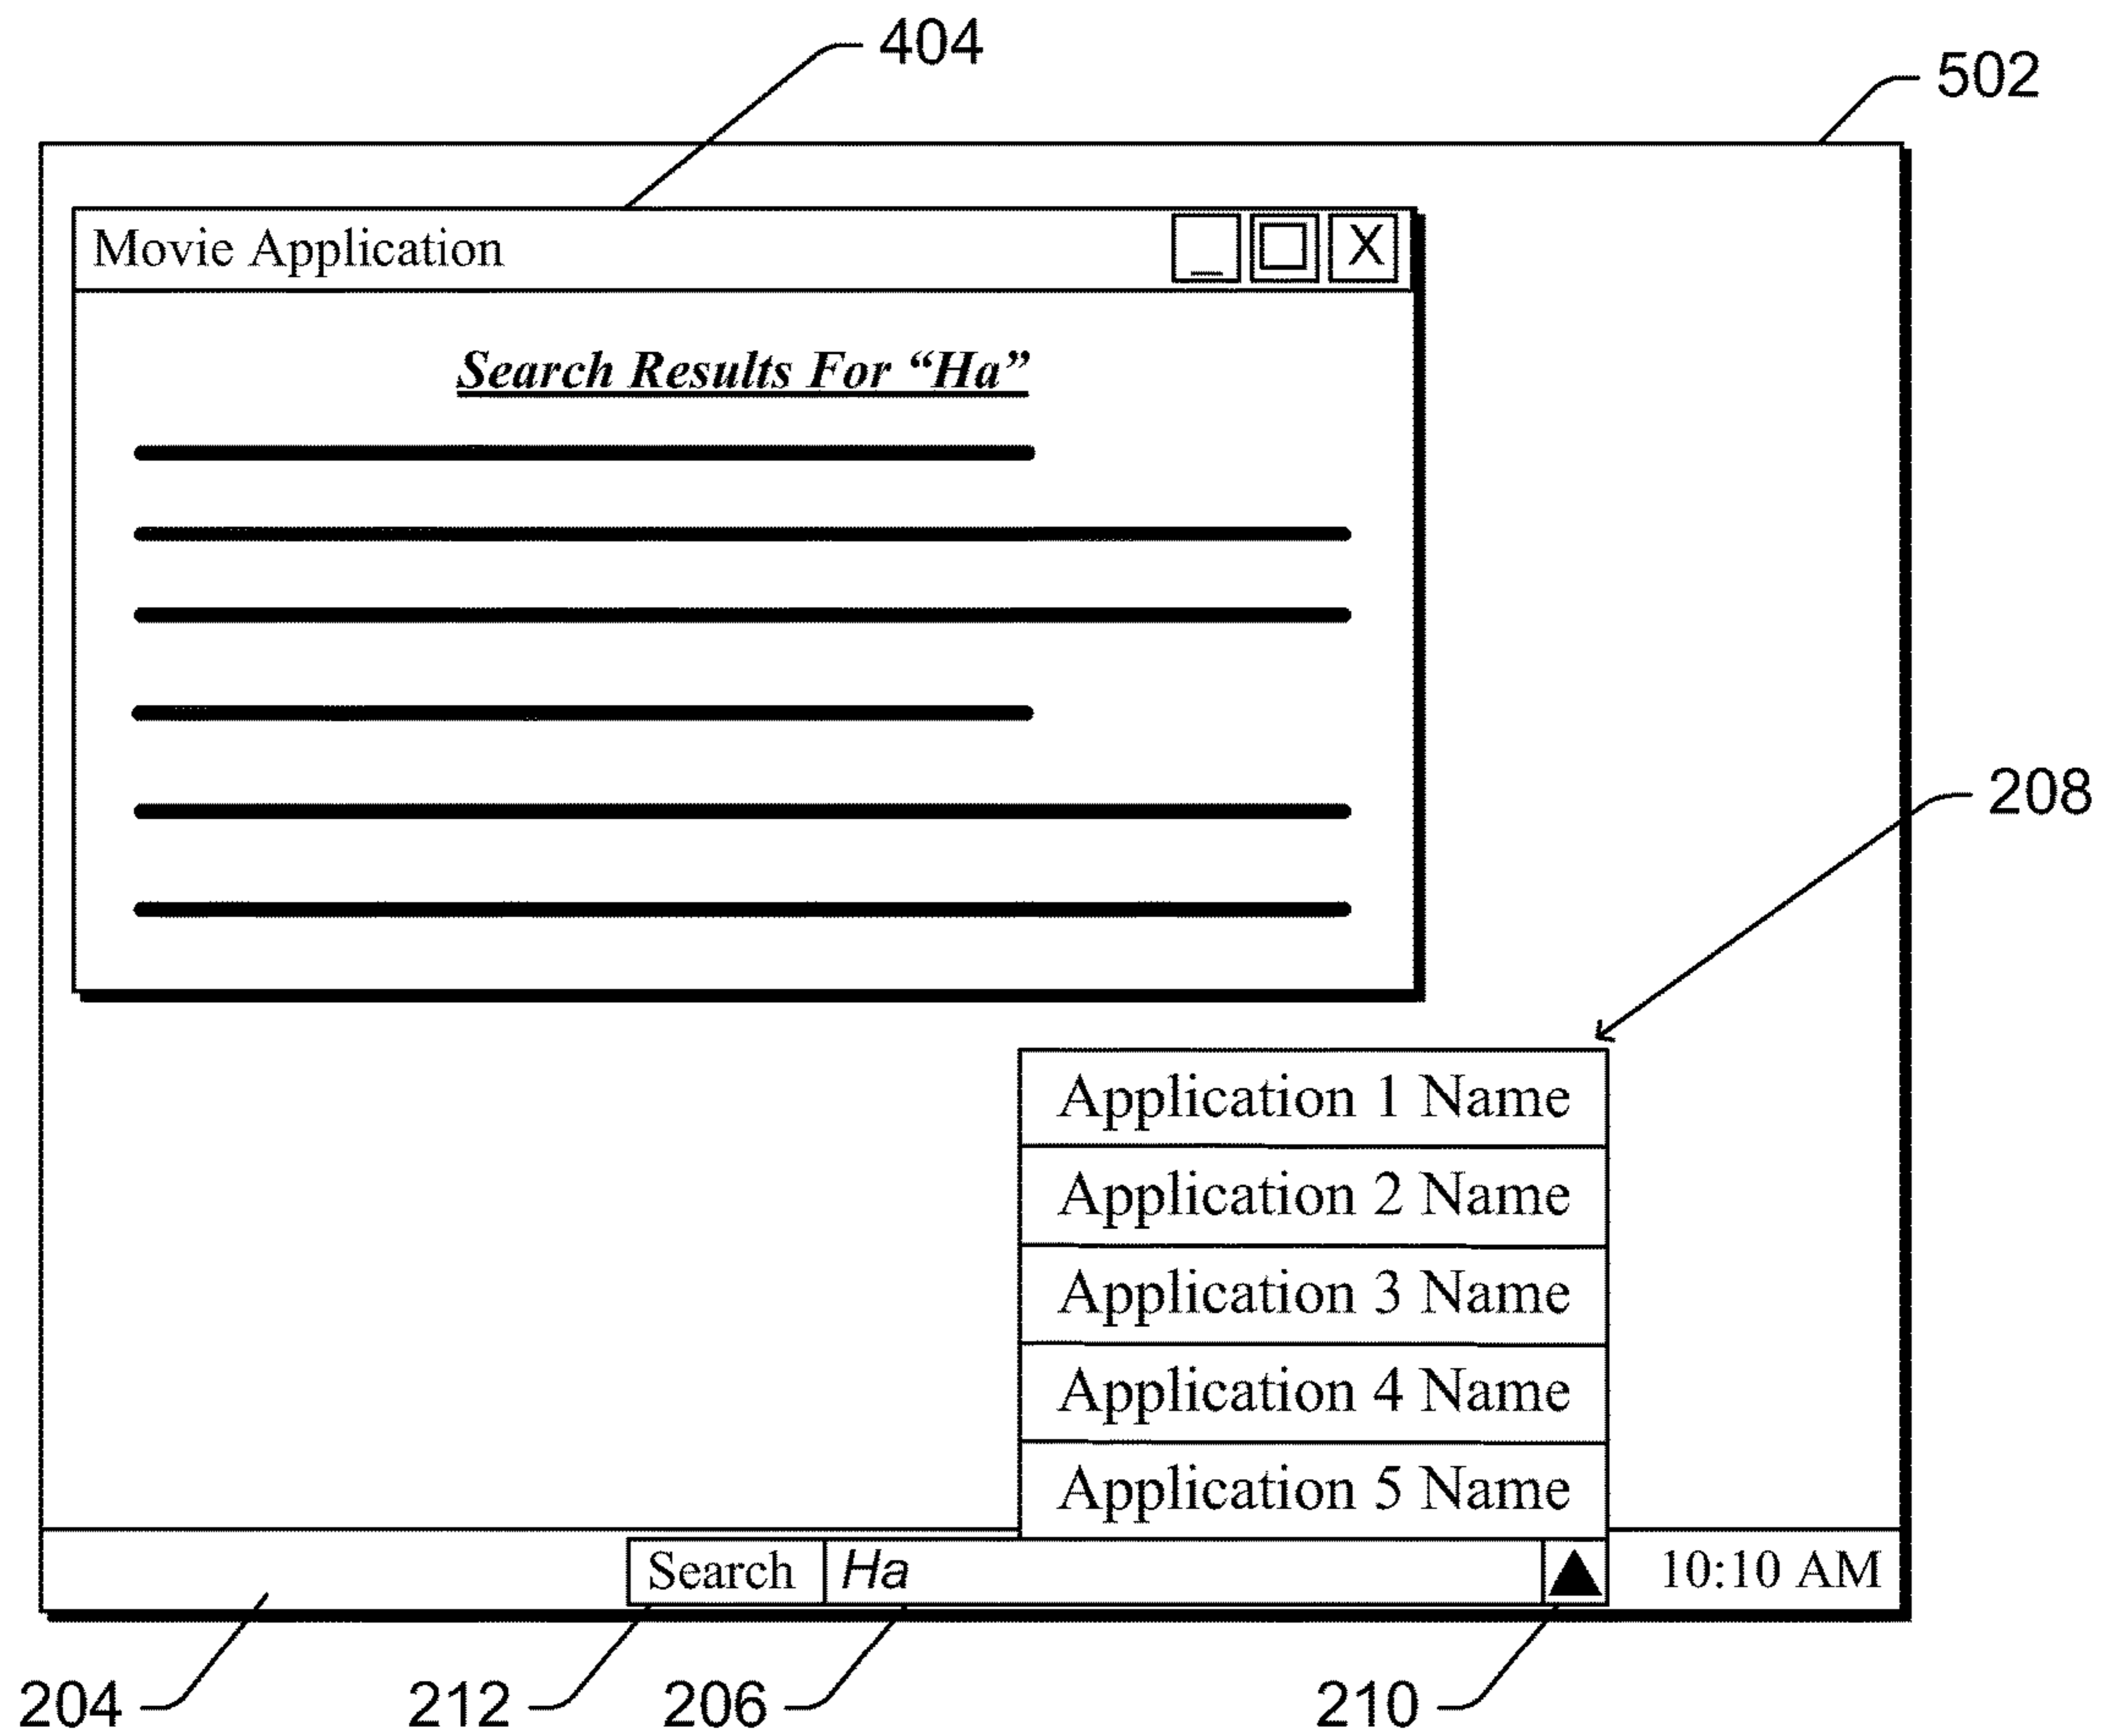 404
502
Movie Application
_ X
Search Results For “Ha”
208
Application 1 Name
Application 2 Name
Application 3 Name
Application 4 Name
Application 5 Name
Search Ha 10:10 AM
204 212 206 210